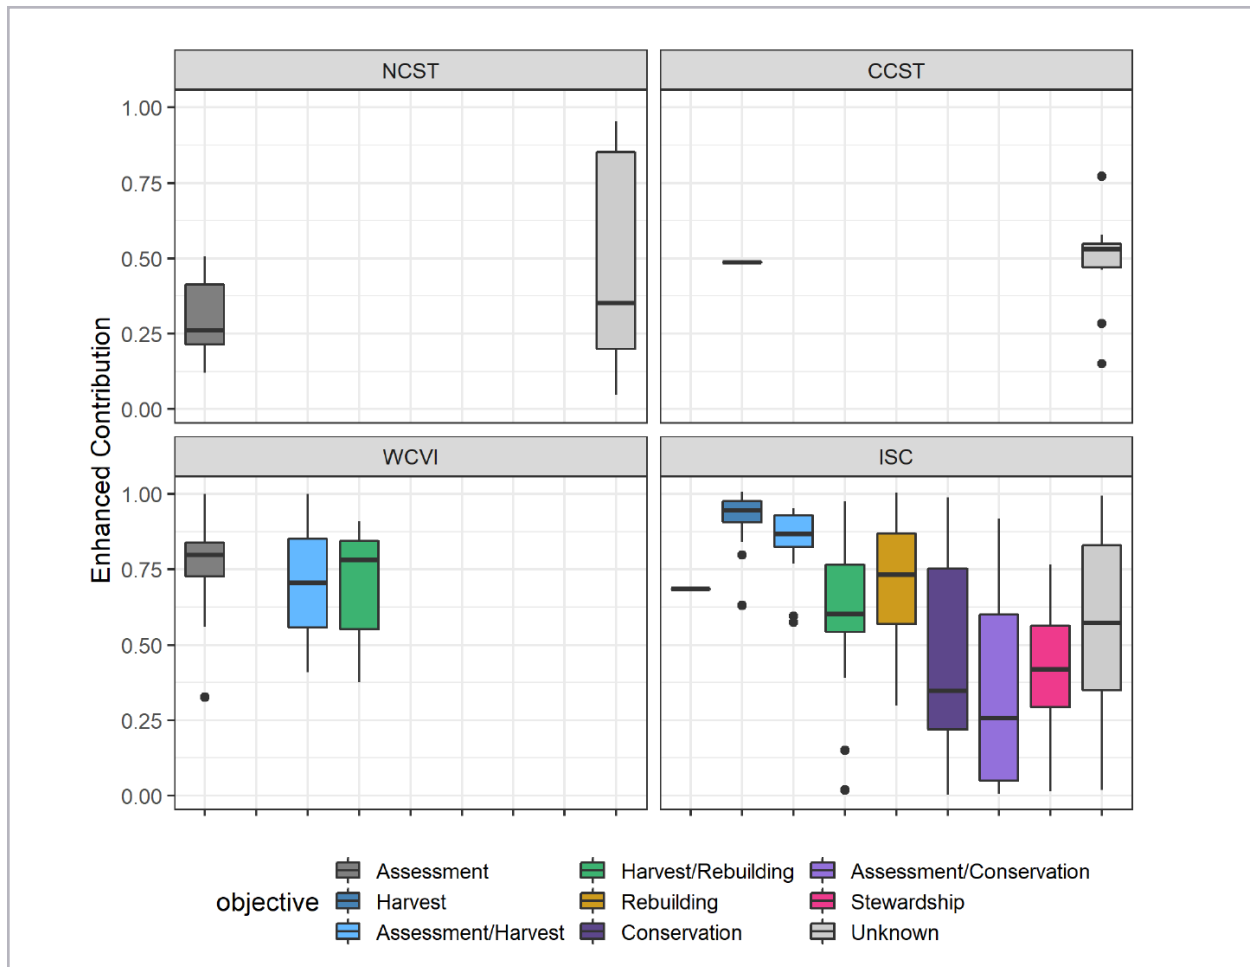 NCST CCST
1.00
0.75
0.50
0.25
0.00
Enhanced Contribution
WCVI ISC
1.00
0.75
0.50
0.25
0.00
objective
Assessment Harvest/Rebuilding Assessment/Conservation
Harvest Rebuilding Stewardship
Assessment/Harvest Conservation Unknown